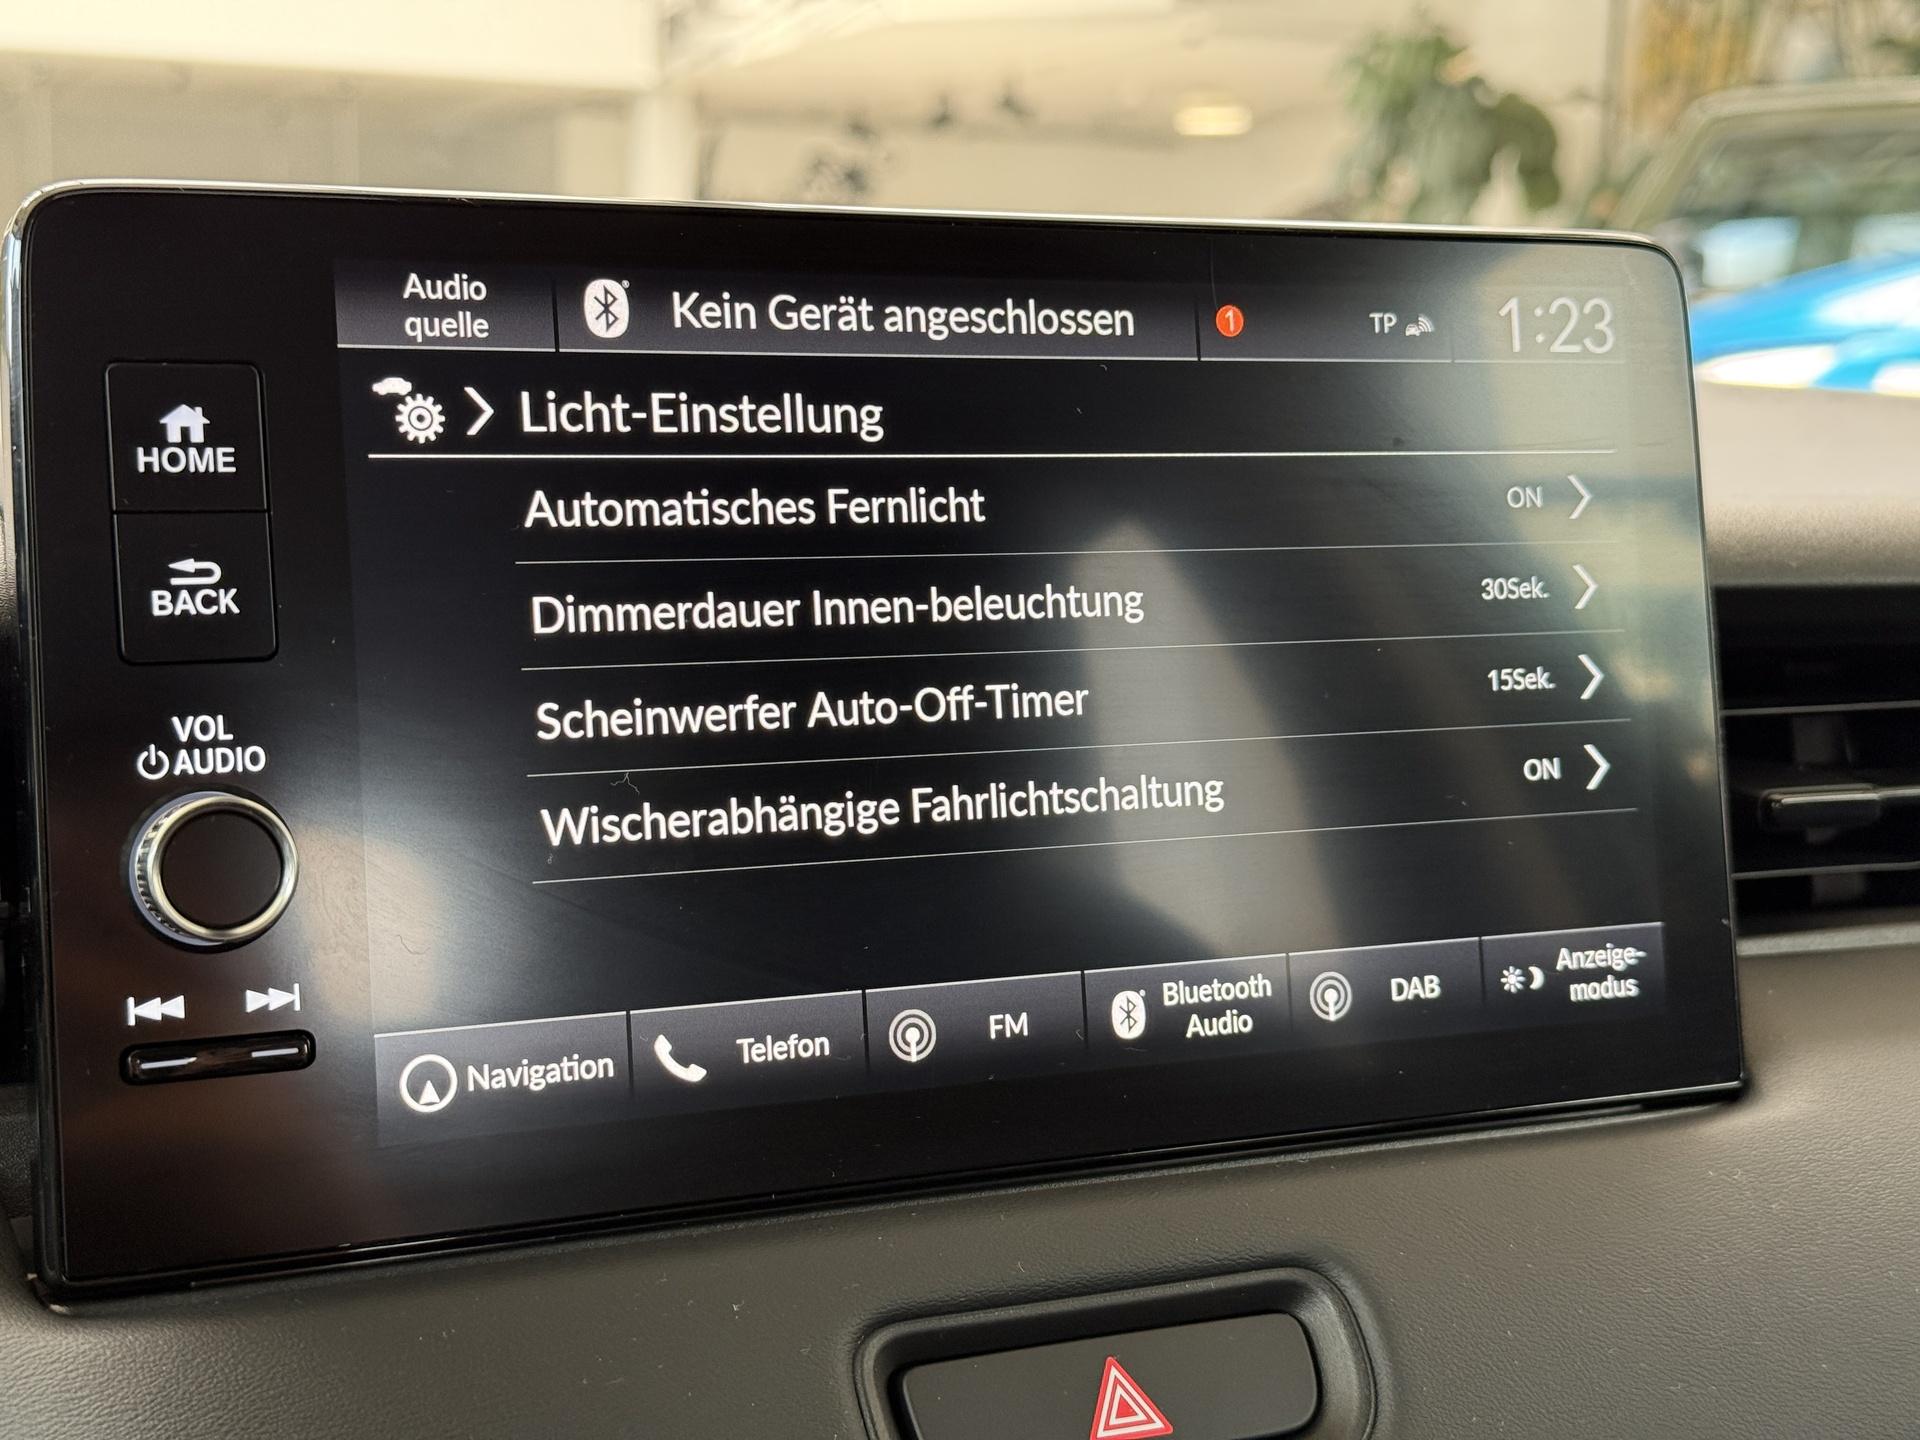 Audio
quelle
Kein Gerät angeschlossen
1
TP
1:23
Licht-Einstellung
HOME
BACK
VOL
AUDIO
Automatisches Fernlicht ON
Dimmerdauer Innen-beleuchtung 30Sek.
Scheinwerfer Auto-Off-Timer 15Sek.
Wischerabhängige Fahrlichtschaltung ON
Navigation
Telefon
FM
Bluetooth
Audio
DAB
Anzeige-
modus